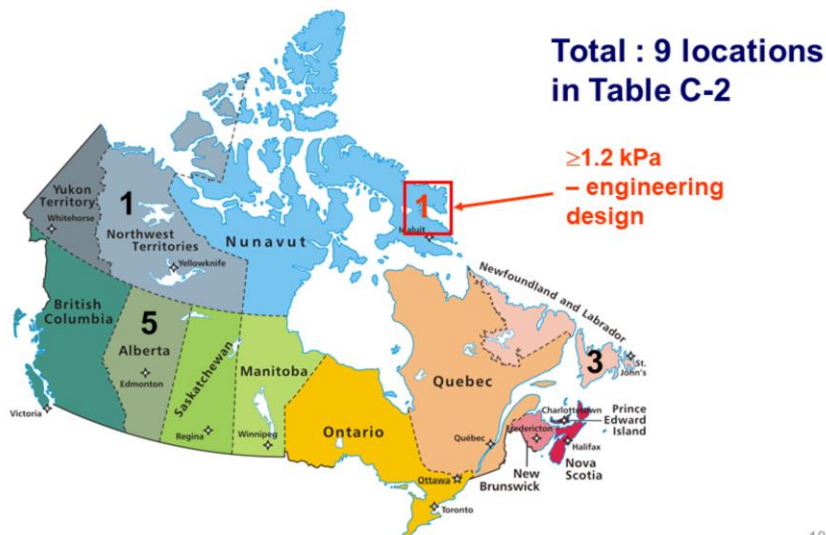 Total : 9 locations
in Table C-2
≥1.2 kPa
– engineering
design
1
Iqaluit
Yukon
Territory
Whitehorse
1
Northwest
Territories
Yellowknife
Nunavut
British
Columbia
Victoria
5
Alberta
Edmonton
Saskatchewan
Regina
Manitoba
Winnipeg
Ontario
Ottawa
Toronto
Quebec
Québec
Newfoundland and Labrador
3
St.
John's
Charlottetown
Prince
Edward
Island
Fredericton
Halifax
New
Brunswick
Nova
Scotia